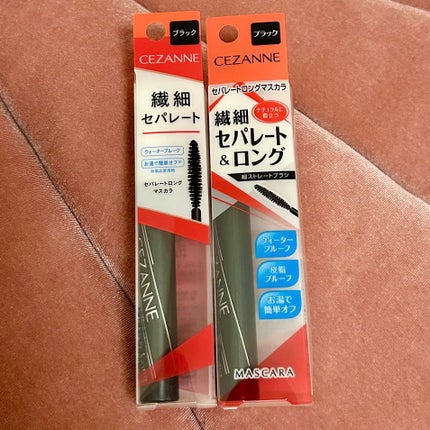 ブラック
CEZANNE
繊細
セパレート
ウォータープルーフ
お湯で簡単オフ
セパレートロング
マスカラ
CEZANNE
ブラック
CEZANNE
セパレートロングマスカラ
ナチュラルに
際立つ
繊細
セパレート
&ロング
細ストレートブラシ
ウォーター
プルーフ
皮脂
プルーフ
お湯で
簡単オフ
CEZANNE
MASCARA